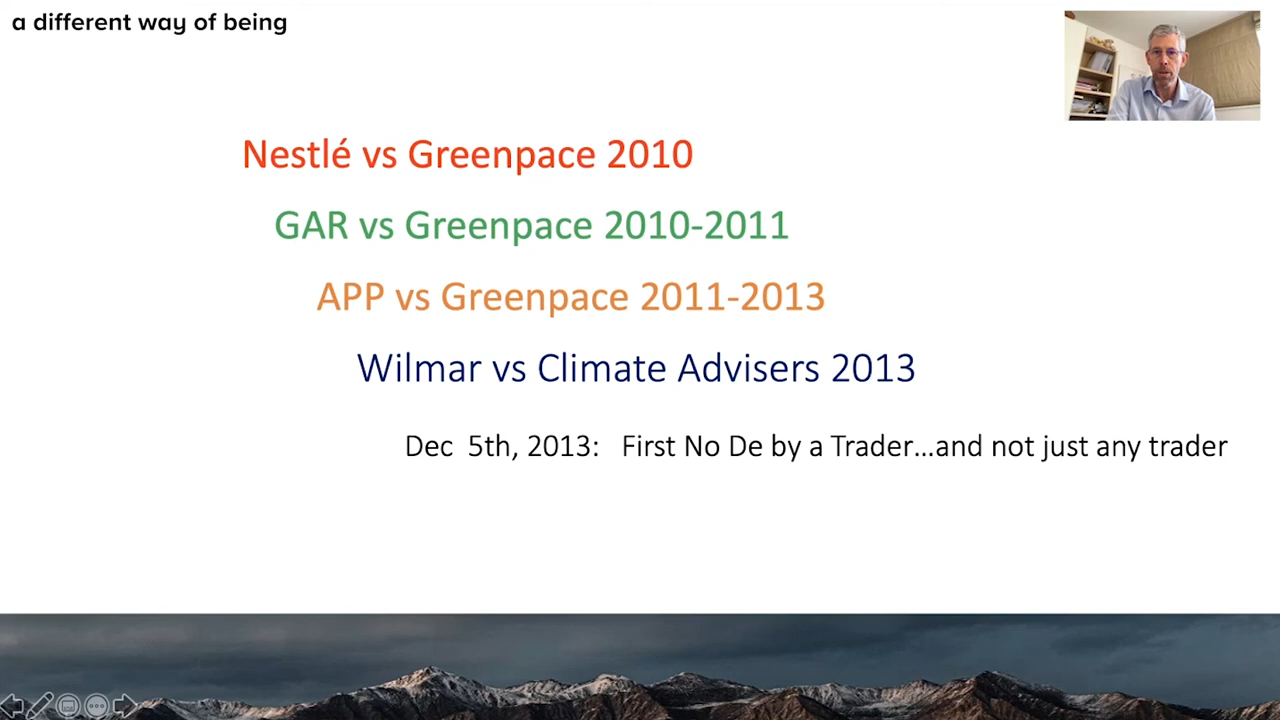 a different way of being
Nestlé vs Greenpace 2010
GAR vs Greenpace 2010-2011
APP vs Greenpace 2011-2013
Wilmar vs Climate Advisers 2013
Dec 5th, 2013: First No De by a Trader...and not just any trader